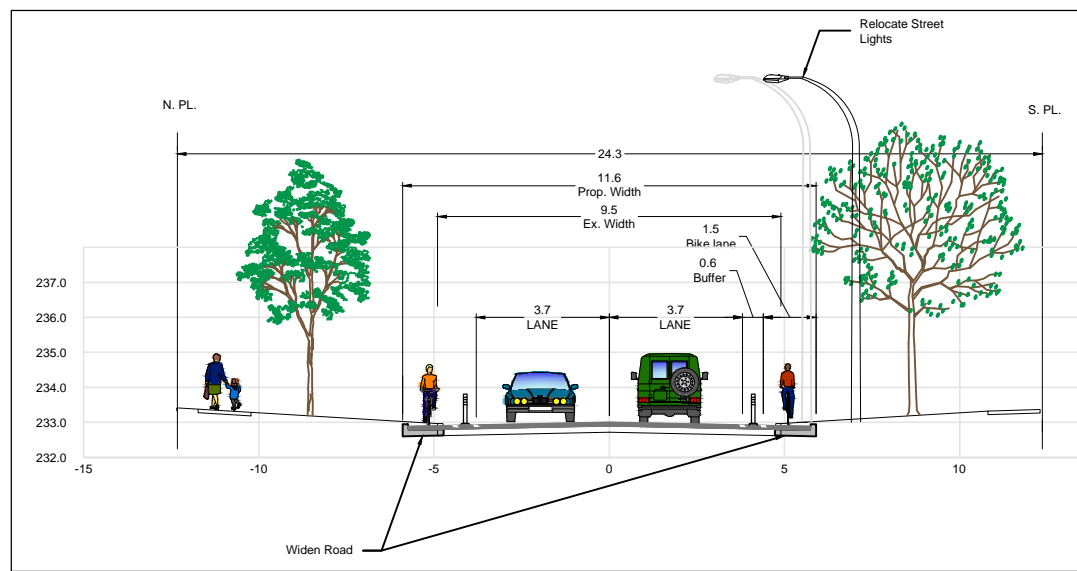 Relocate Street
Lights
N. PL.
S. PL.
24.3
11.6
Prop. Width
9.5
Ex. Width
1.5
Bike lane
0.6
Buffer
3.7
LANE
3.7
LANE
237.0
236.0
235.0
234.0
233.0
232.0
-15
-10
-5
0
5
10
Widen Road